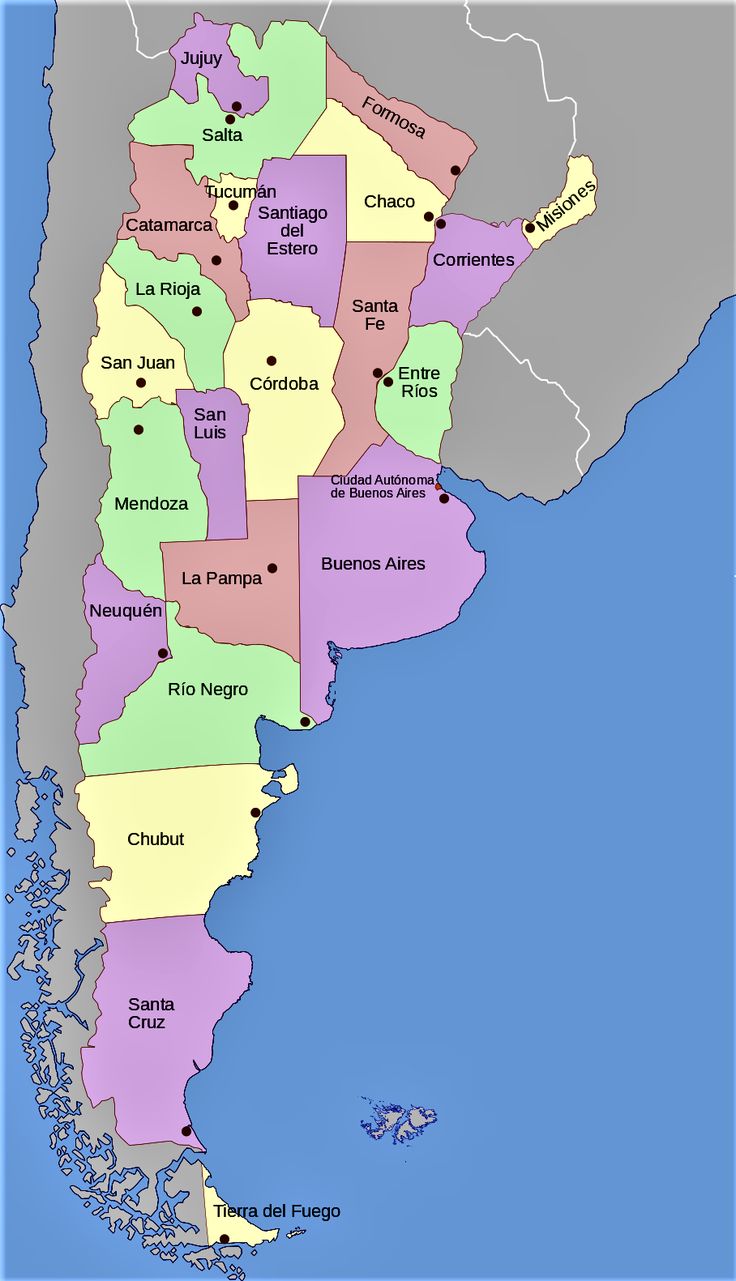 Jujuy
Formosa
Salta
Tucumán
Misiones
Chaco
Santiago
del
Estero
Catamarca
Corrientes
La Rioja
Santa
Fe
San Juan
Córdoba
Entre
Ríos
San
Luis
Ciudad Autónoma
de Buenos Aires
Mendoza
Buenos Aires
La Pampa
Neuquén
Río Negro
Chubut
Santa
Cruz
Tierra del Fuego